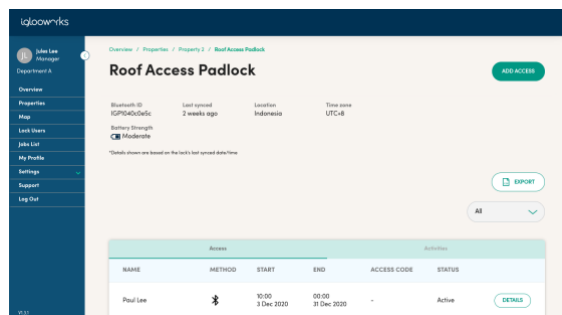 iglooworks
JL
Jules Lee
Manager
Department A
Overview
Properties
Map
Lock Users
Jobs List
My Profile
Settings
Support
Log Out
V1.3.1
Overview / Properties / Property 2 / Roof Access Padlock
Roof Access Padlock
ADD ACCESS
Bluetooth ID
Last synced
Location
Time zone
IGP1040c0e5c
2 weeks ago
Indonesia
UTC+8
Battery Strength
Moderate
*Details shown are based on the lock's last synced date/time
EXPORT
All
Access
Activities
NAME METHOD START END ACCESS CODE STATUS
Paul Lee 10:00 00:00 - Active DETAILS
3 Dec 2020 31 Dec 2020